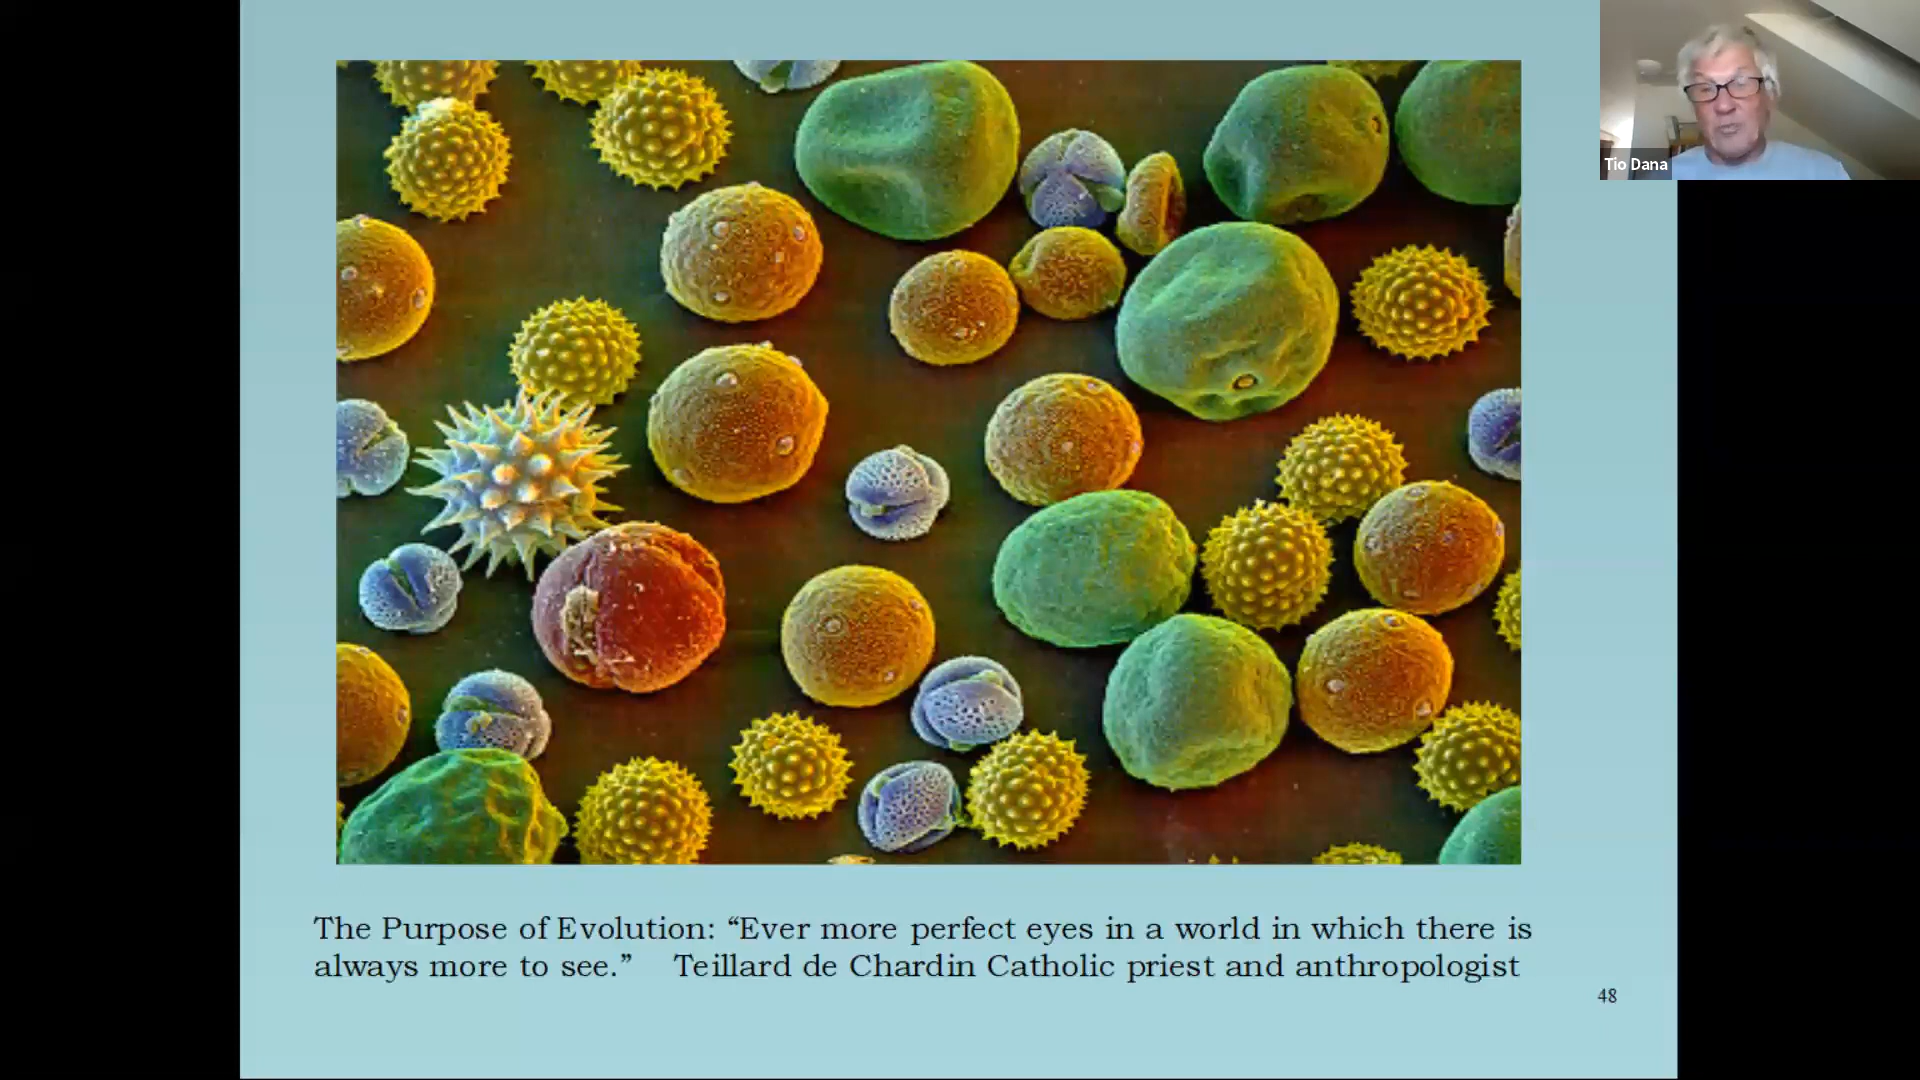 Tio Dana
The Purpose of Evolution: “Ever more perfect eyes in a world in which there is
always more to see.” Teillard de Chardin Catholic priest and anthropologist
48